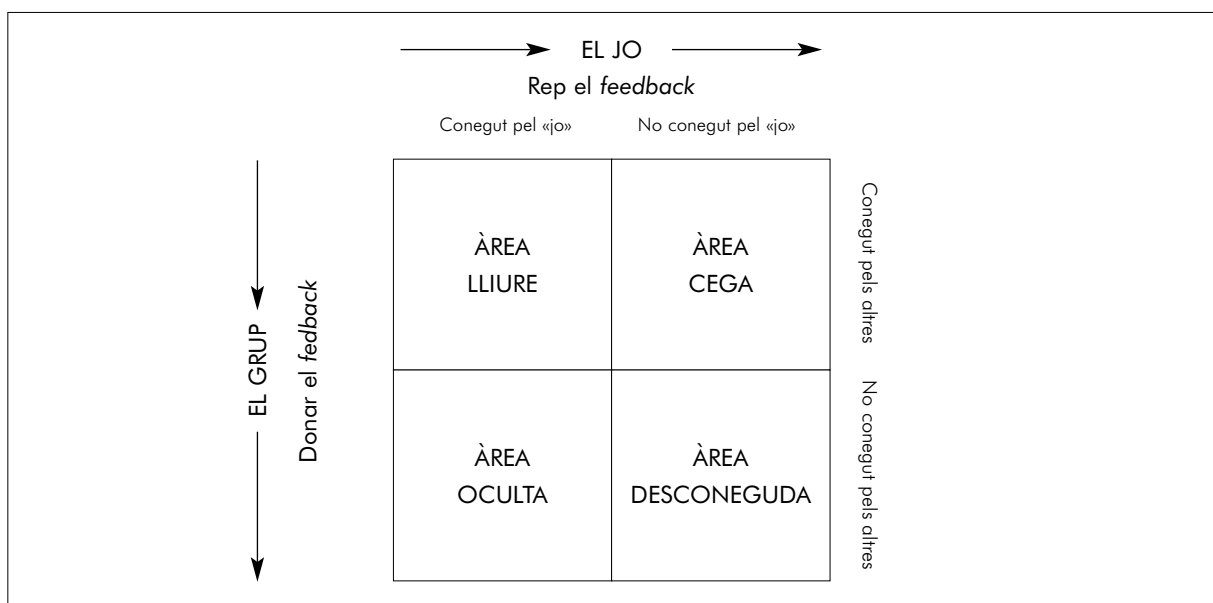 EL JO
Rep el feedback
Conegut pel «jo»
No conegut pel «jo»
EL GRUP
Donar el fedback
ÀREA
LLIURE
ÀREA
CEGA
Conegut pels altres
ÀREA
OCULTA
ÀREA
DESCONEGUDA
No conegut pels altres